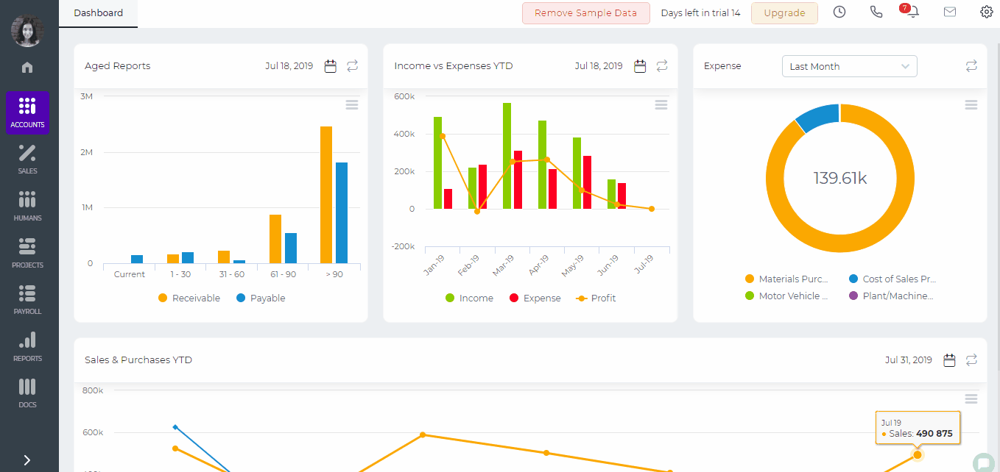 Dashboard
Remove Sample Data
Days left in trial 14
Upgrade
7
ACCOUNTS
SALES
HUMANS
PROJECTS
PAYROLL
REPORTS
DOCS
Aged Reports
Jul 18, 2019
3M
2M
1M
0
Current 1 - 30 31 - 60 61 - 90 > 90
Receivable Payable
Income vs Expenses YTD
Jul 18, 2019
600k
400k
200k
0
-200k
Jan-19 Feb-19 Mar-19 Apr-19 May-19 Jun-19 Jul-19
Income Expense Profit
Expense
Last Month
139.61k
Materials Purc... Cost of Sales Pr...
Motor Vehicle ... Plant/Machine...
Sales & Purchases YTD
Jul 31, 2019
800k
600k
Jul 19
Sales: 490 875